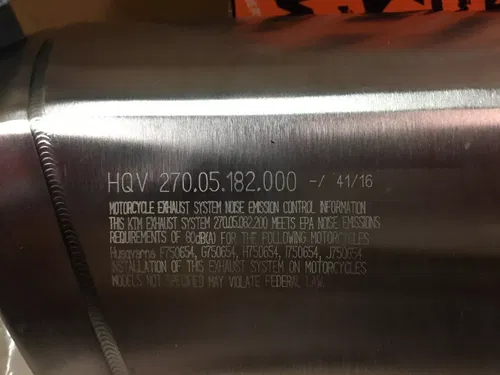 HQV 270.05.182.000 -/ 41/16
MOTORCYCLE EXHAUST SYSTEM NOISE EMISSION CONTROL INFORMATION
THIS KTM EXHAUST SYSTEM 270.05.082.200 MEETS EPA NOISE EMISSIONS
REQUIREMENTS OF 90dB(A) FOR THE FOLLOWING MOTORCYCLES:
Husqvarna F750654, G750654, H750654, I750654, J750654.
INSTALLATION OF THIS EXHAUST SYSTEM ON MOTORCYCLES
MODELS NOT SPECIFIED MAY VIOLATE FEDERAL LAW.